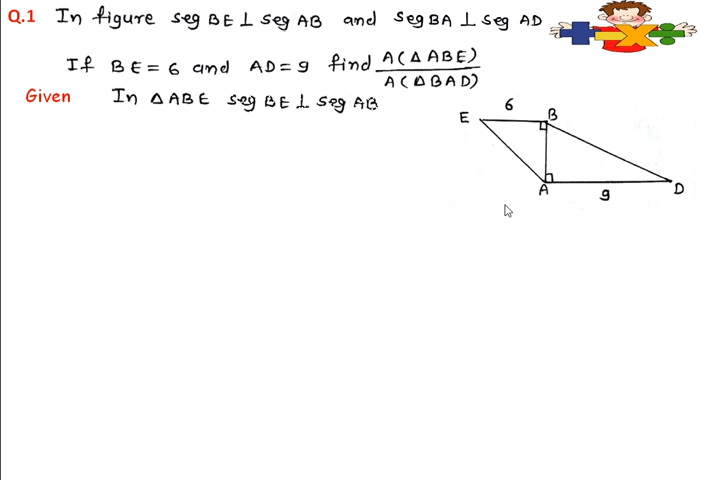 Q.1 In figure seg BE ⊥ seg AB and seg BA ⊥ seg AD
If BE = 6 and AD = 9 find A(△ABE)
A(△BAD)
Given In △ABE seg BE ⊥ seg AB
6
E B
A 9 D